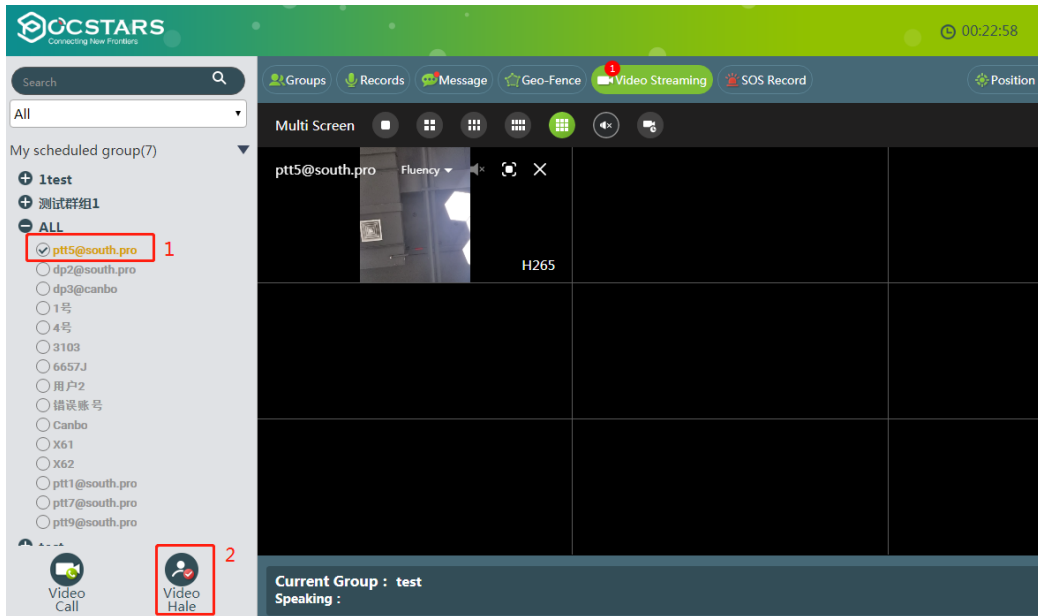 POCSTARS
Connecting New Frontiers
00:22:58
Search
Groups
Records
Message
Geo-Fence
1
Video Streaming
SOS Record
Position
All
Multi Screen
My scheduled group(7)
1test
测试群组1
ALL
ptt5@south.pro
1
dp2@south.pro
dp3@canbo
1号
4号
3103
6657J
用户2
错误账号
Canbo
X61
X62
ptt1@south.pro
ptt7@south.pro
ptt9@south.pro
ptt5@south.pro
Fluency
H265
Video
Call
Video
Hale
2
Current Group : test
Speaking :